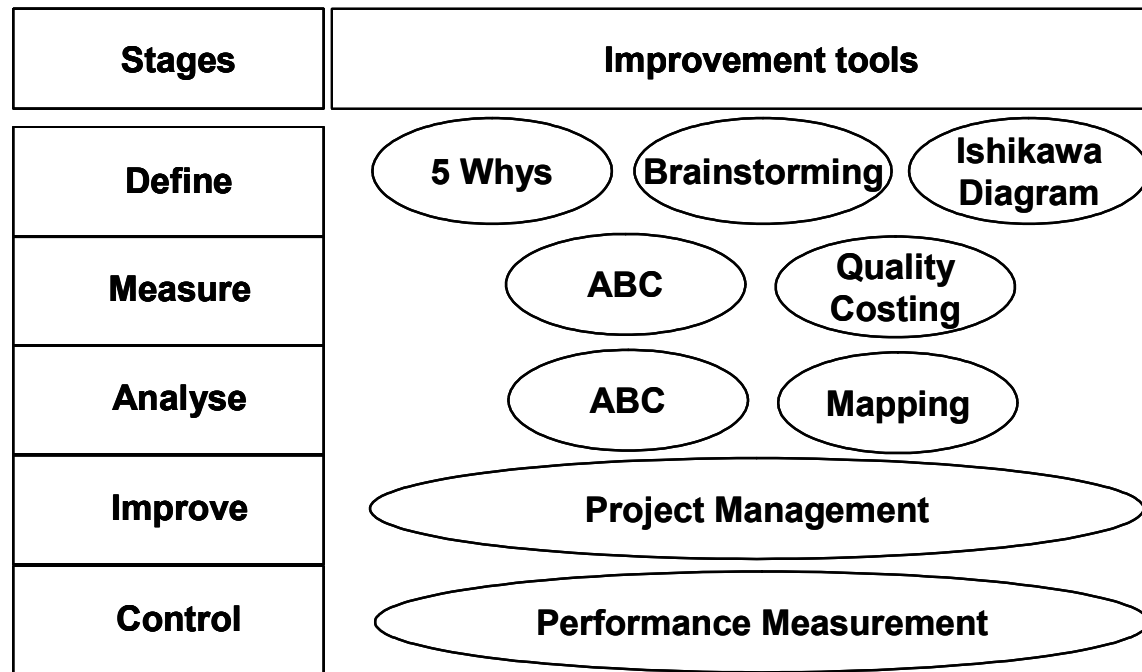 Stages
Improvement tools
Define
5 Whys
Brainstorming
Ishikawa
Diagram
Measure
ABC
Quality
Costing
Analyse
ABC
Mapping
Improve
Project Management
Control
Performance Measurement